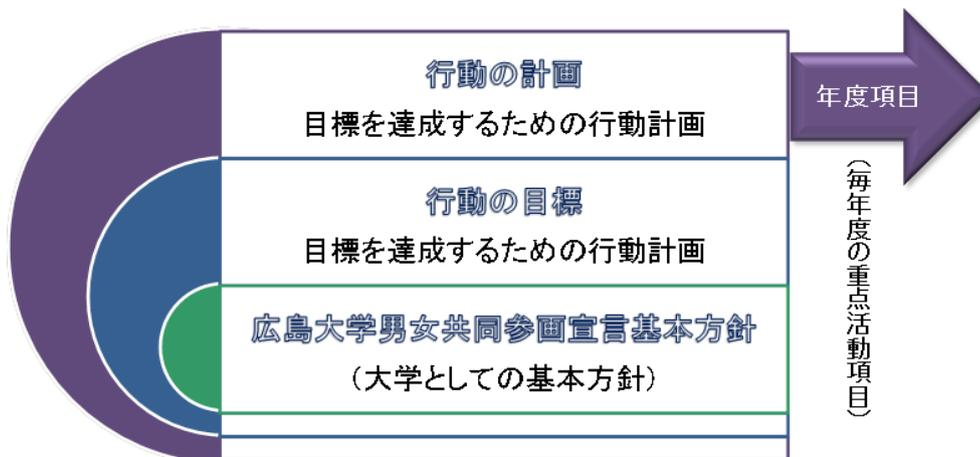 行動の計画
目標を達成するための行動計画
行動の目標
目標を達成するための行動計画
広島大学男女共同参画宣言基本方針
（大学としての基本方針）
年度項目
（毎年度の重点活動項目）